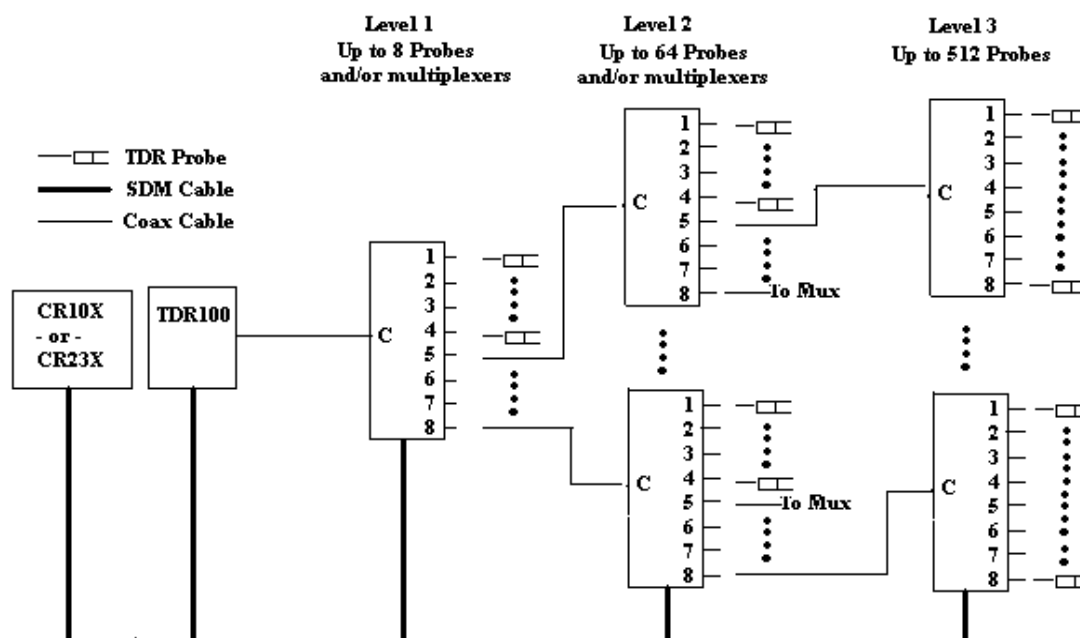 Level 1
Up to 8 Probes
and/or multiplexers
Level 2
Up to 64 Probes
and/or multiplexers
Level 3
Up to 512 Probes
TDR Probe
SDM Cable
Coax Cable
CR10X
- or -
CR23X
TDR100
C
1
2
3
4
5
6
7
8
C
1
2
3
4
5
6
7
8
To Mux
C
1
2
3
4
5
6
7
8
To Mux
C
1
2
3
4
5
6
7
8
C
1
2
3
4
5
6
7
8